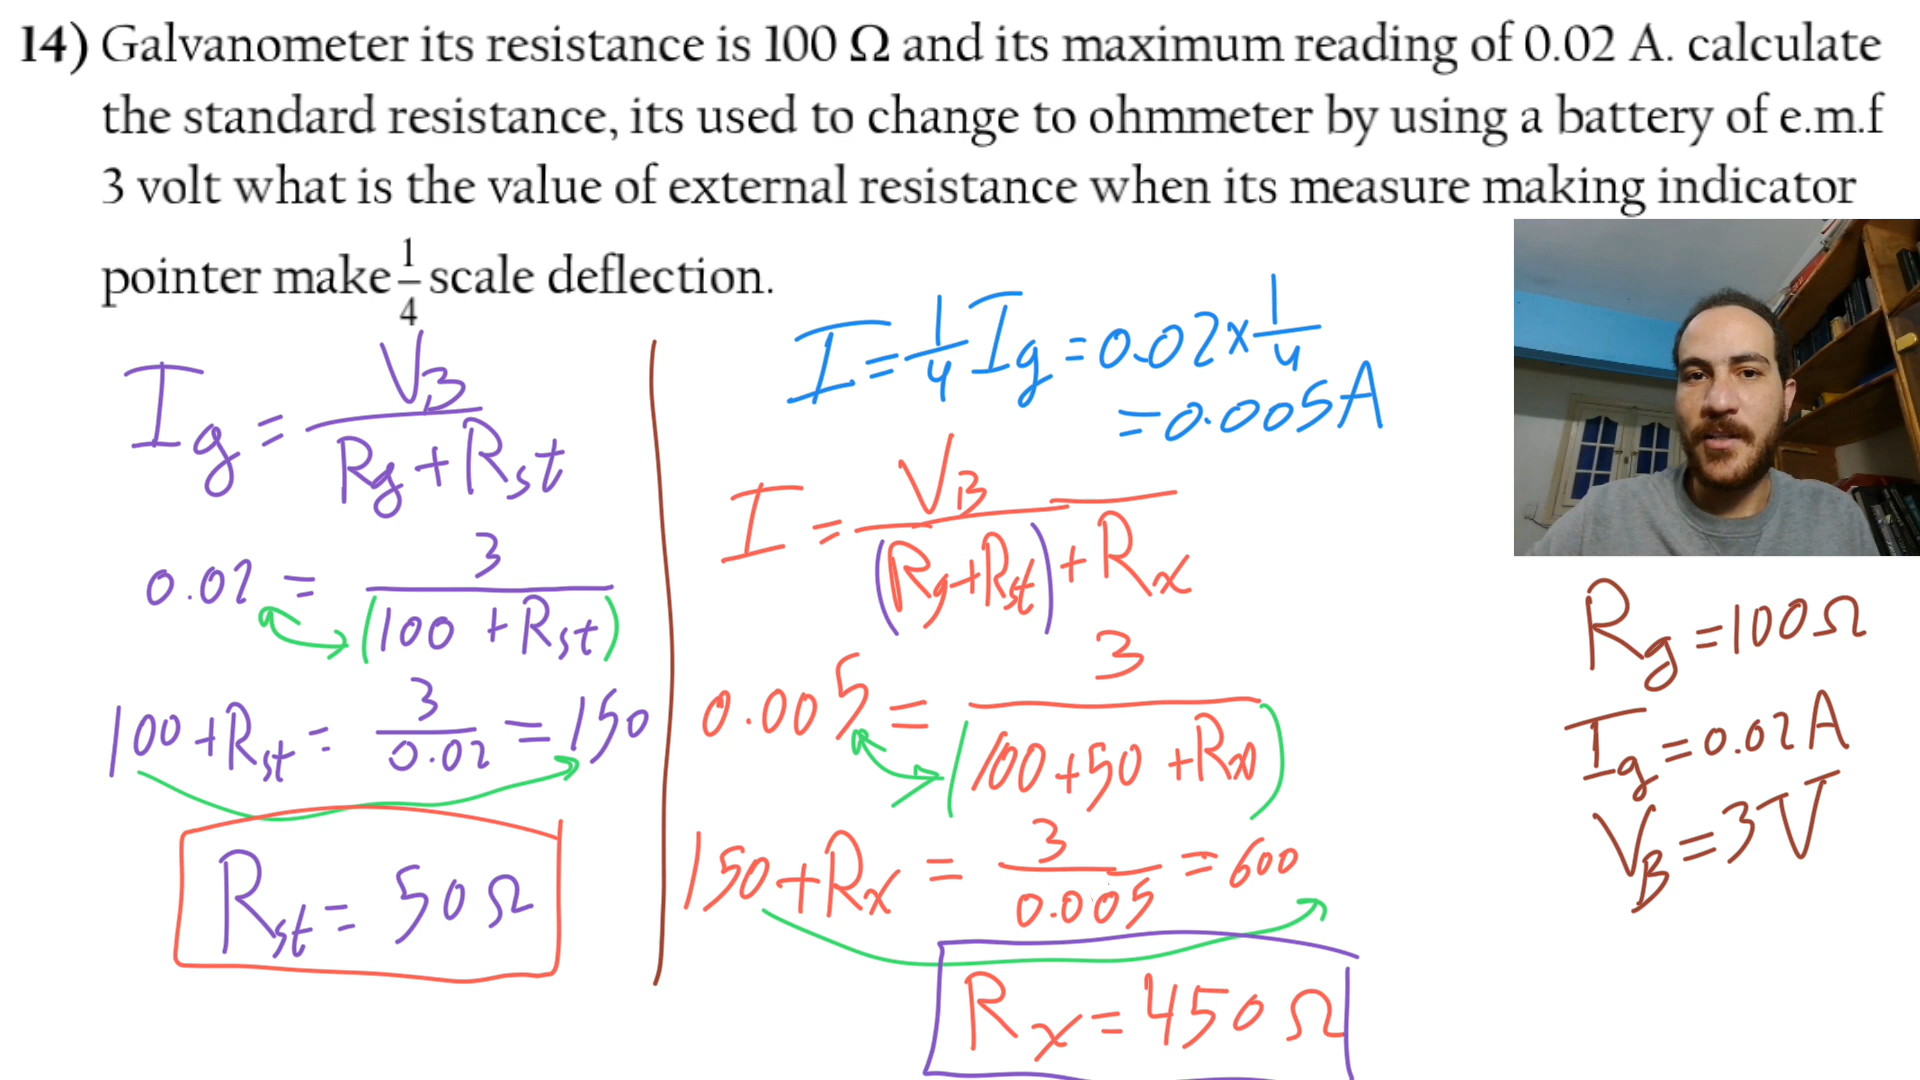 14) Galvanometer its resistance is 100 Ω and its maximum reading of 0.02 A. calculate
the standard resistance, its used to change to ohmmeter by using a battery of e.m.f
3 volt what is the value of external resistance when its measure making indicator
pointer make 1/4 scale deflection.
Ig = VB / (Rg + Rst)
0.02 = 3 / (100 + Rst)
100 + Rst = 3 / 0.02 = 150
Rst = 50 Ω
I = 1/4 Ig = 0.02 x 1/4
= 0.005 A
I = VB / ((Rg + Rst) + Rx)
0.005 = 3 / (100 + 50 + Rx)
150 + Rx = 3 / 0.005 = 600
Rx = 450 Ω
Rg = 100 Ω
Ig = 0.02 A
VB = 3 V